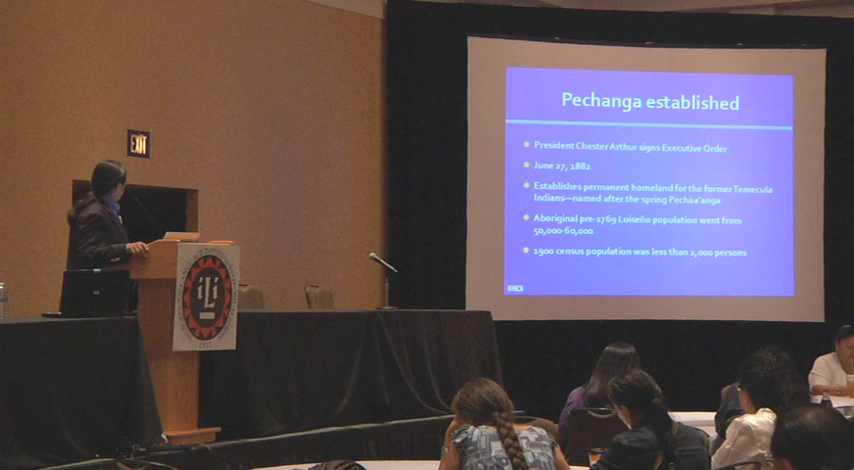 EXIT
Pechanga established
President Chester Arthur signs Executive Order
June 27, 1882
Establishes permanent homeland for the former Temecula
Indians—named after the spring Pecháa'anga
Aboriginal pre-1769 Luiseño population went from
50,000-60,000
1900 census population was less than 2,000 persons
iLi